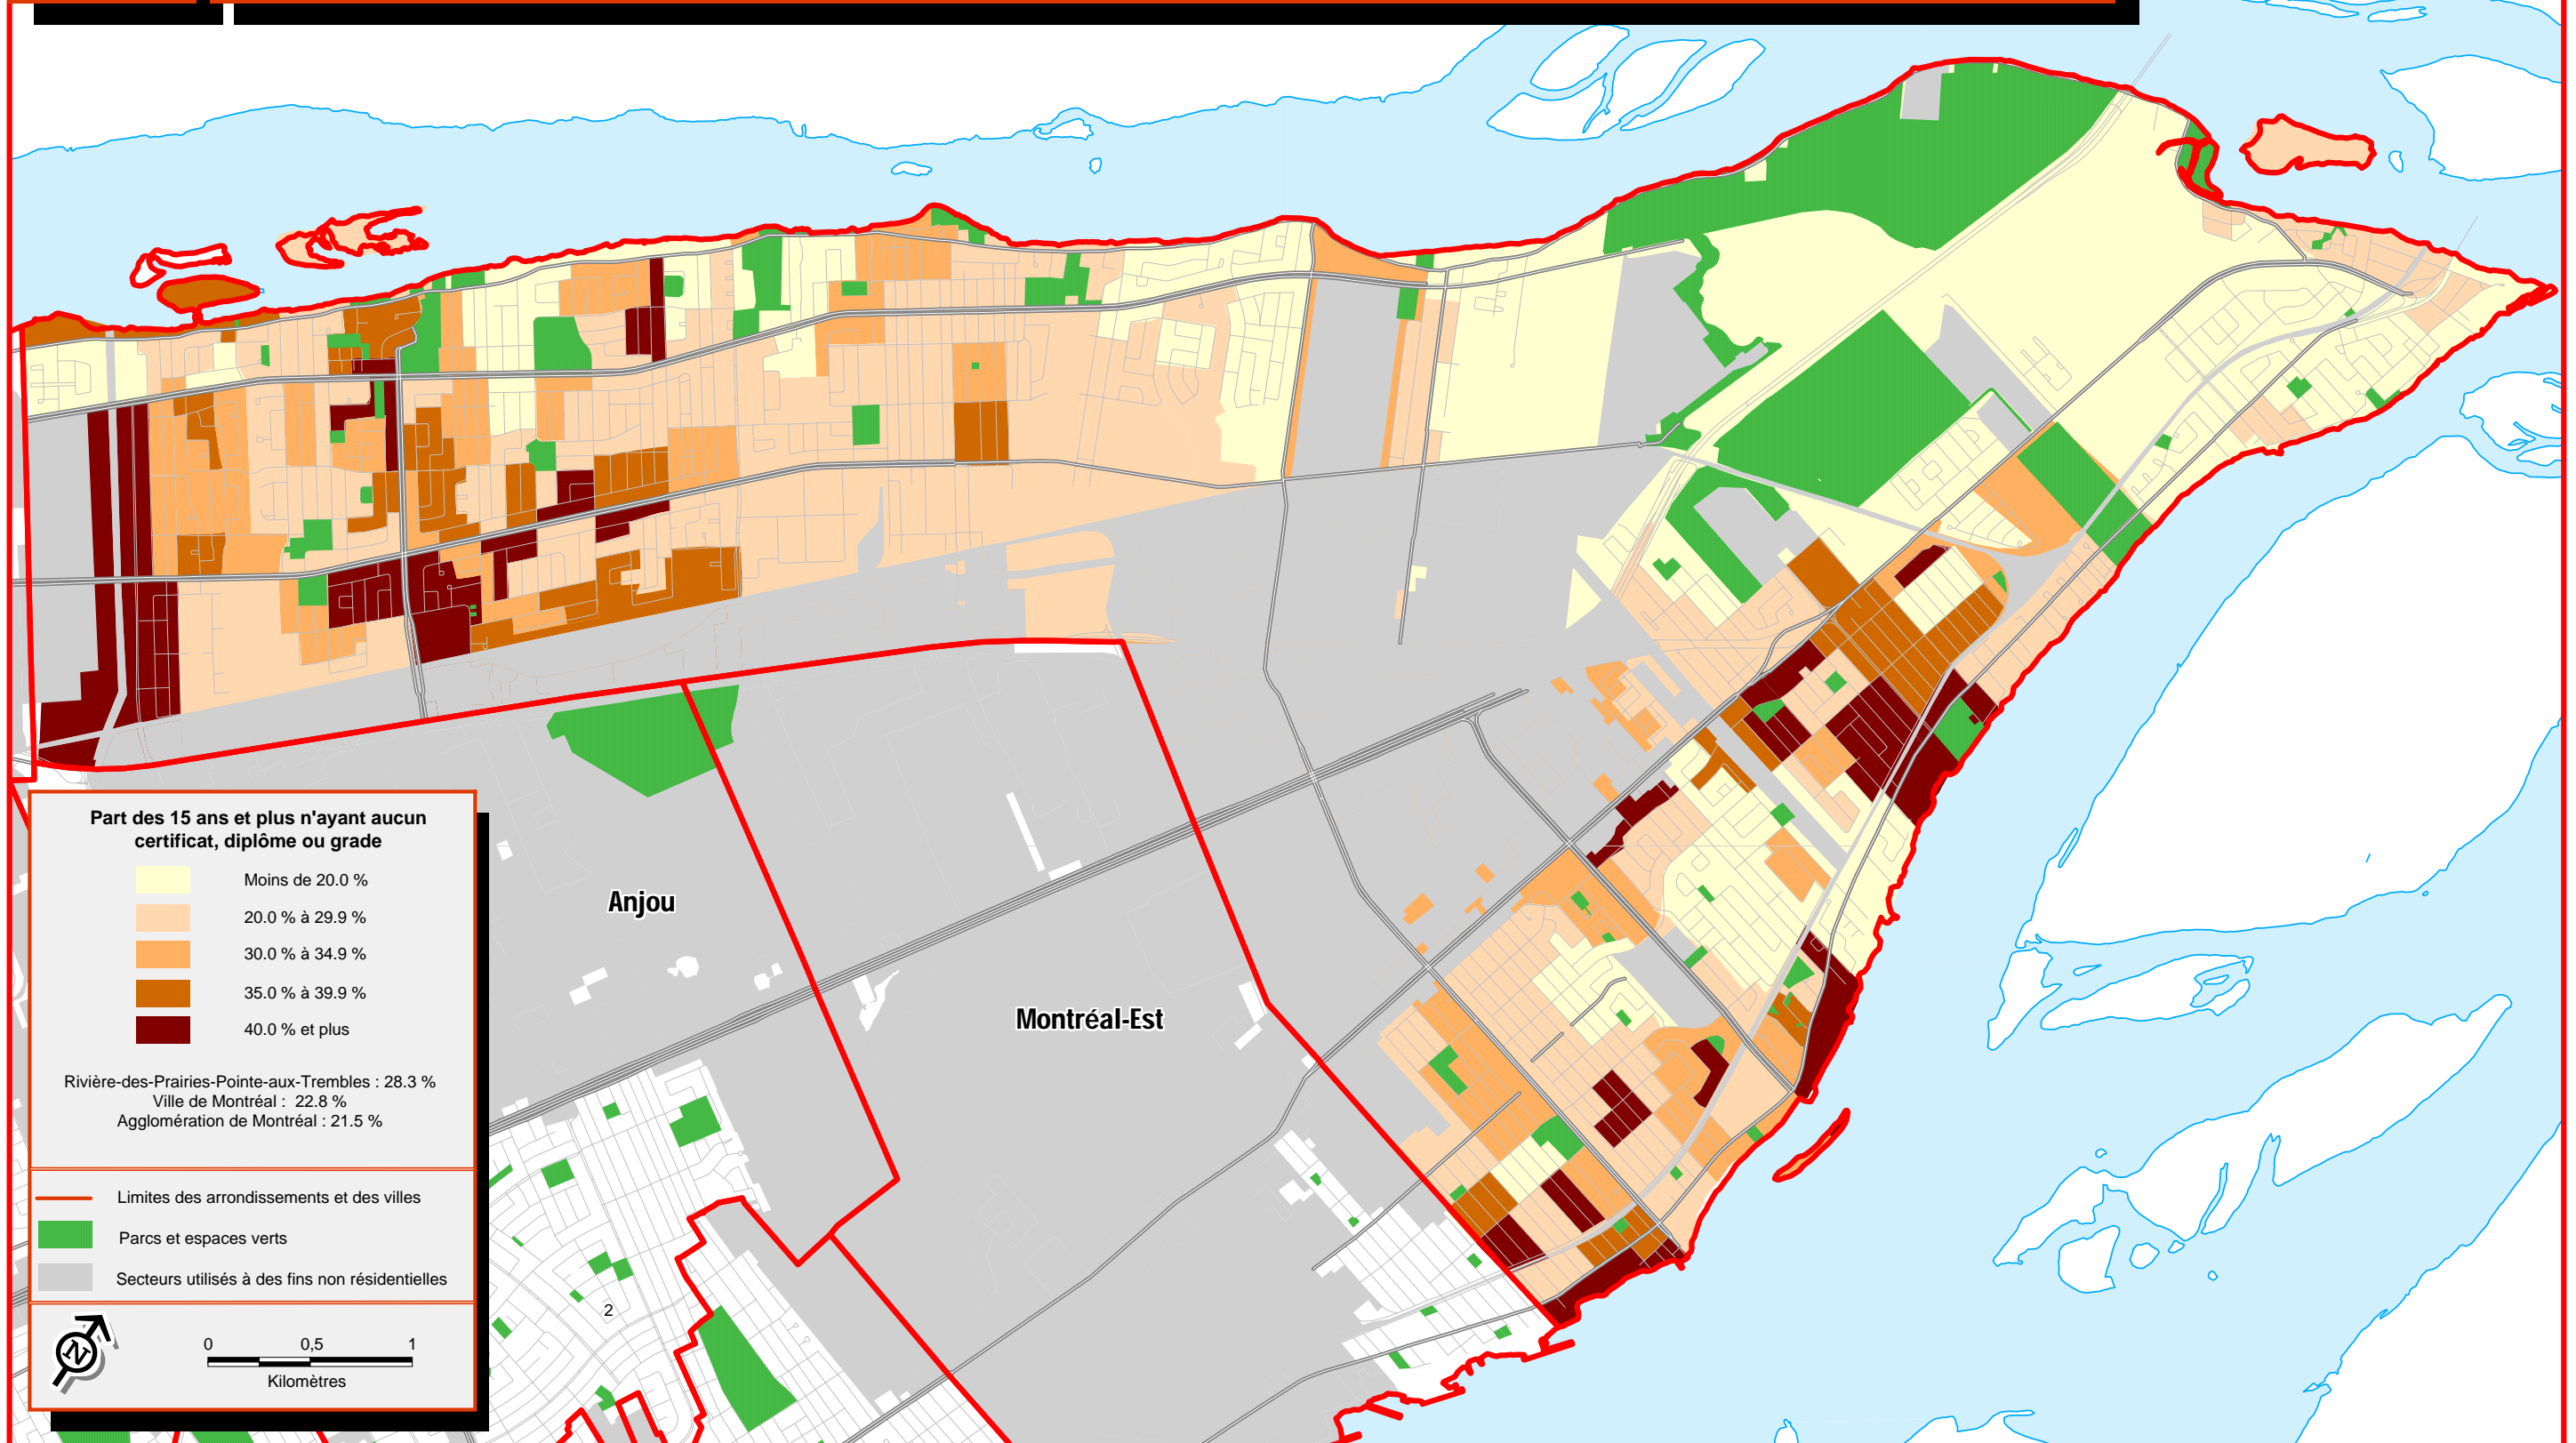 Anjou
Montréal-Est
Part des 15 ans et plus n'ayant aucun
certificat, diplôme ou grade
Moins de 20.0 %
20.0 % à 29.9 %
30.0 % à 34.9 %
35.0 % à 39.9 %
40.0 % et plus
Rivière-des-Prairies-Pointe-aux-Trembles : 28.3 %
Ville de Montréal : 22.8 %
Agglomération de Montréal : 21.5 %
Limites des arrondissements et des villes
Parcs et espaces verts
Secteurs utilisés à des fins non résidentielles
N
0 0,5 1
Kilomètres
2